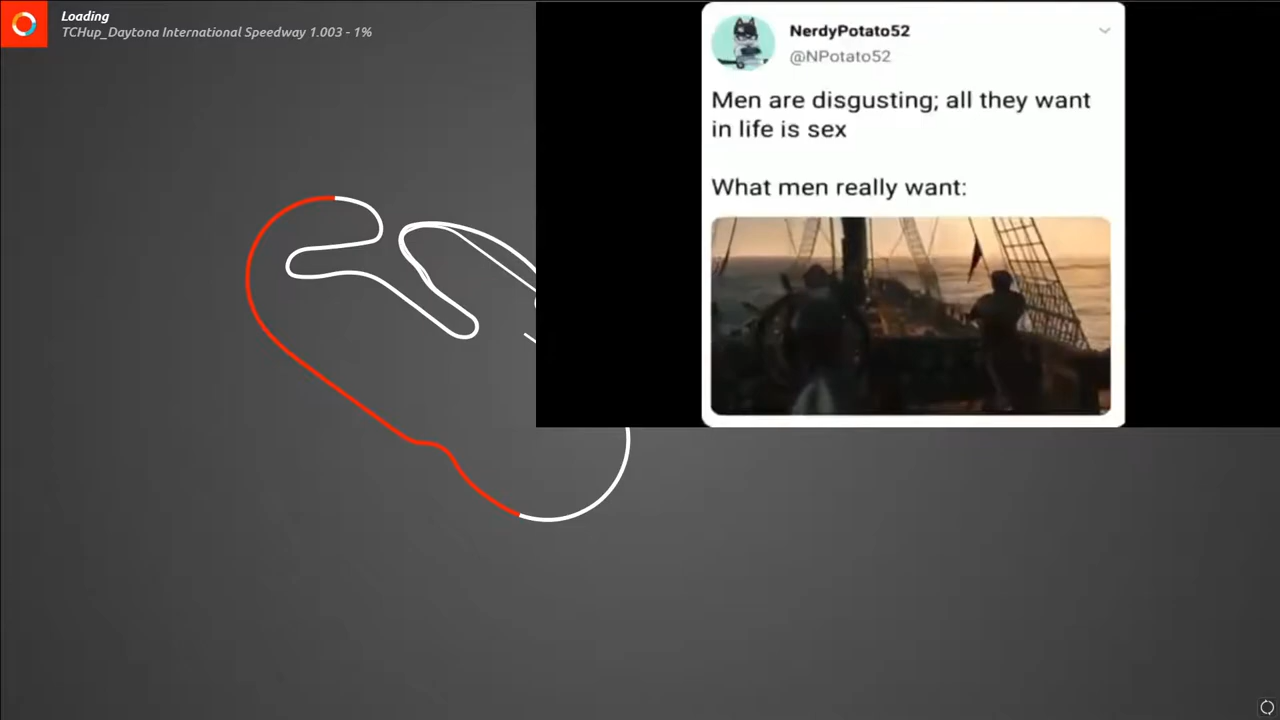 Loading
TCHup_Daytona International Speedway 1.003 - 1%
NerdyPotato52
@NPotato52
Men are disgusting; all they want
in life is sex
What men really want: